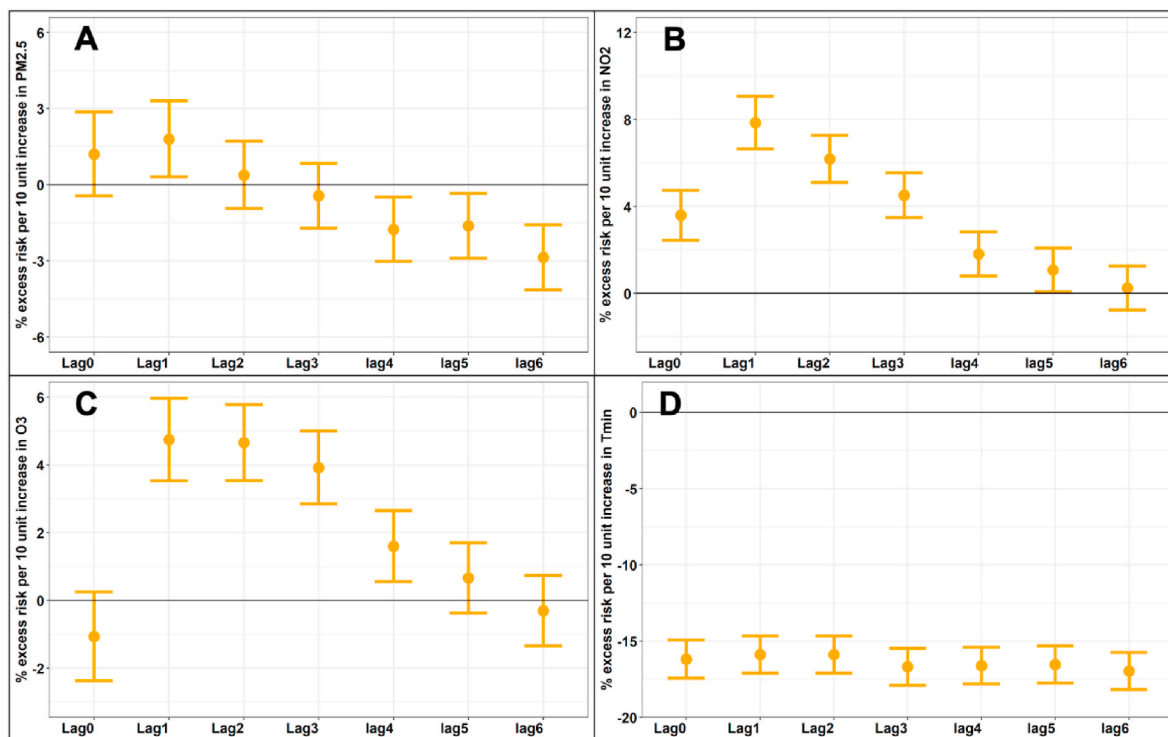 A
% excess risk per 10 unit increase in PM2.5
6
3
0
-3
-6
Lag0 Lag1 Lag2 Lag3 lag4 lag5 lag6
B
% excess risk per 10 unit increase in NO2
12
8
4
0
Lag0 Lag1 Lag2 Lag3 lag4 lag5 lag6
C
% excess risk per 10 unit increase in O3
6
4
2
0
-2
Lag0 Lag1 Lag2 Lag3 lag4 lag5 lag6
D
% excess risk per 10 unit increase in Tmin
0
-5
-10
-15
-20
Lag0 Lag1 Lag2 Lag3 lag4 lag5 lag6